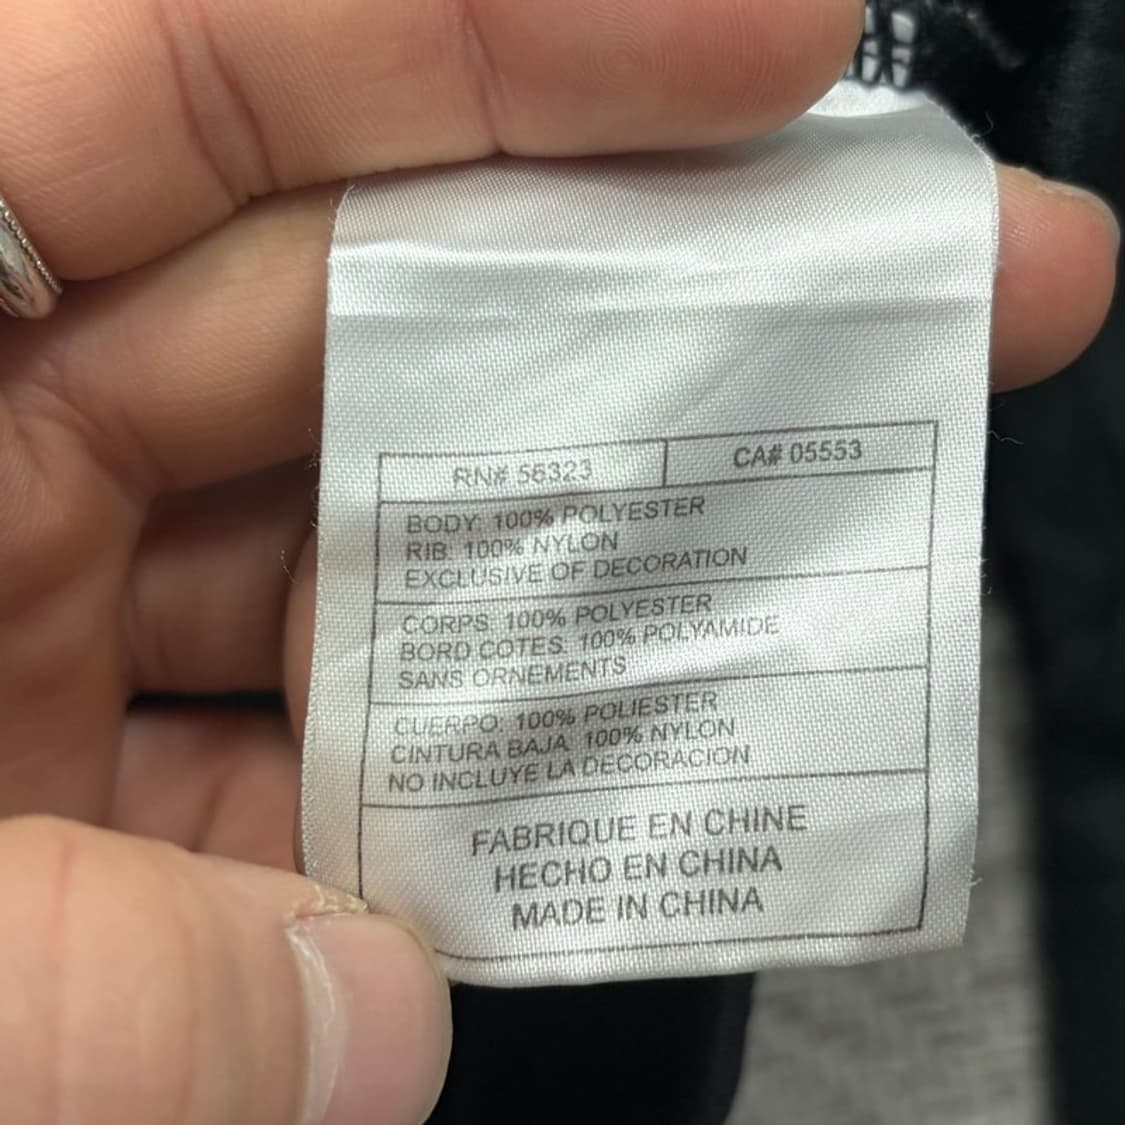 RN# 56323
CA# 05553
BODY: 100% POLYESTER
RIB: 100% NYLON
EXCLUSIVE OF DECORATION
CORPS: 100% POLYESTER
BORD COTES: 100% POLYAMIDE
SANS ORNEMENTS
CUERPO: 100% POLIESTER
CINTURA BAJA: 100% NYLON
NO INCLUYE LA DECORACION
FABRIQUE EN CHINE
HECHO EN CHINA
MADE IN CHINA